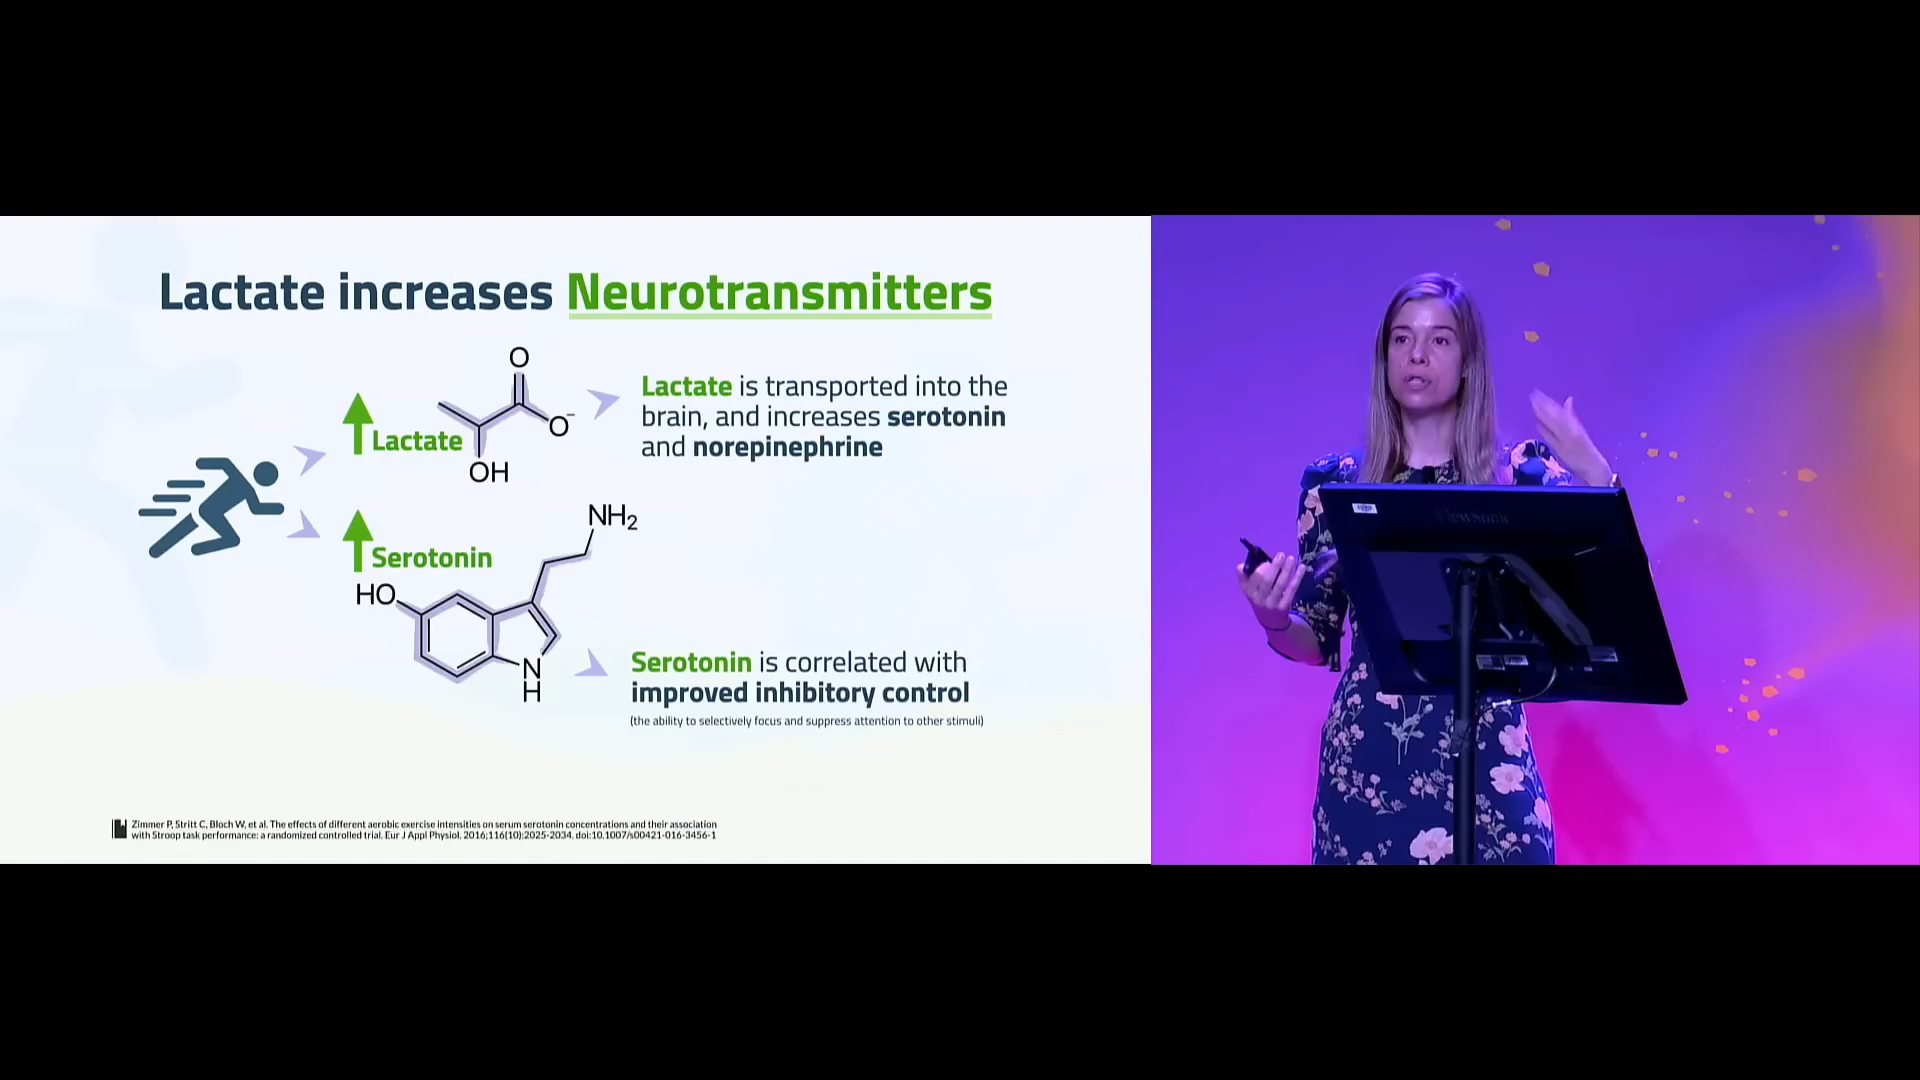 Lactate increases Neurotransmitters
O
Lactate
O⁻
OH
Lactate is transported into the
brain, and increases serotonin
and norepinephrine
NH₂
Serotonin
HO
N
H
Serotonin is correlated with
improved inhibitory control
(the ability to selectively focus and suppress attention to other stimuli)
Zimmer P, Stritt C, Bloch W, et al. The effects of different aerobic exercise intensities on serum serotonin concentrations and their association
with Stroop task performance: a randomized controlled trial. Eur J Appl Physiol. 2016;116(10):2025-2034. doi:10.1007/s00421-016-3456-1
ViewSonic